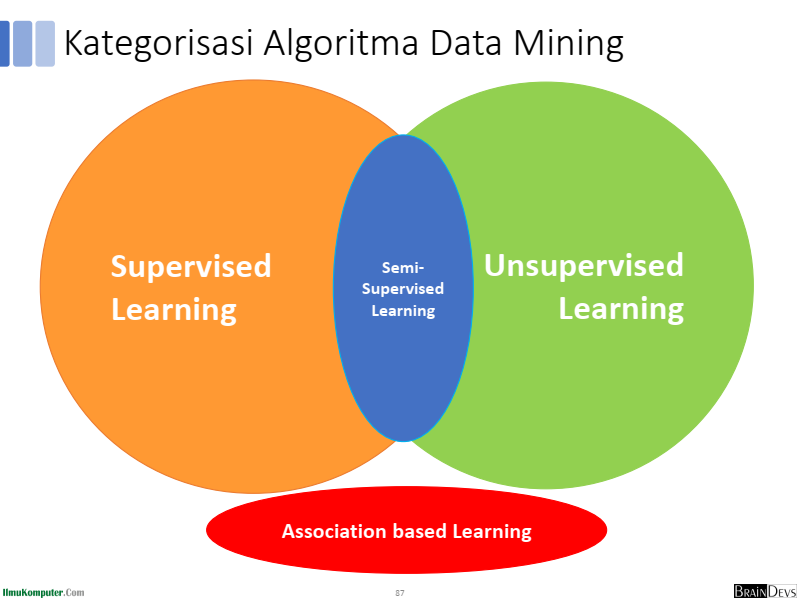 Kategorisasi Algoritma Data Mining
Supervised
Learning
Semi-
Supervised
Learning
Unsupervised
Learning
Association based Learning
IlmuKomputer.Com
87
BRAINDEVS